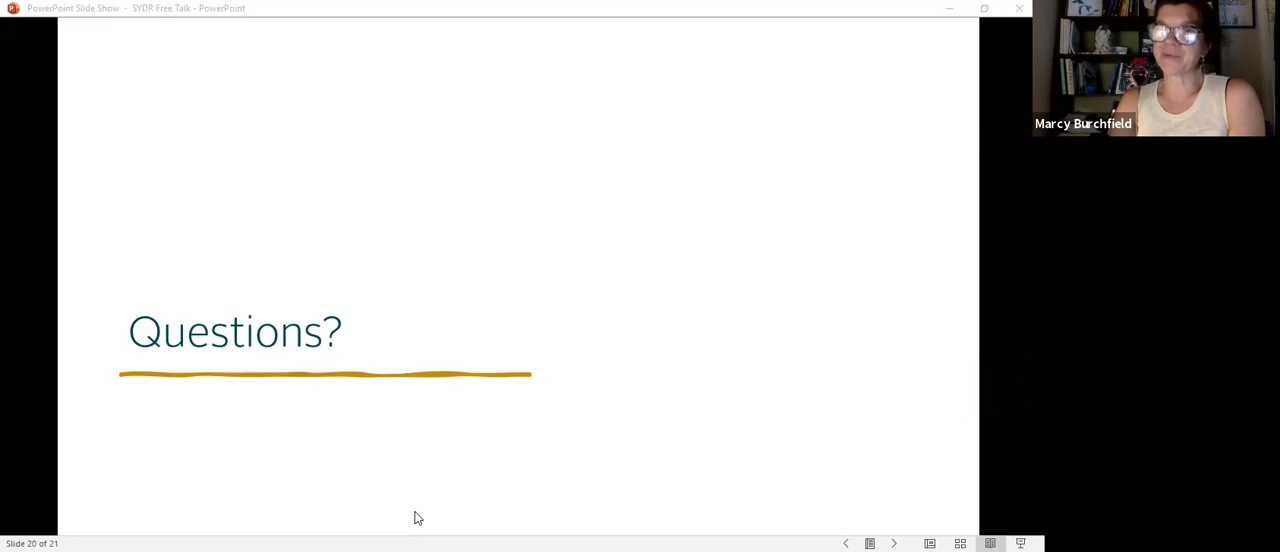 PowerPoint Slide Show - SYDR Free Talk - PowerPoint
Marcy Burchfield
Questions?
Slide 20 of 21